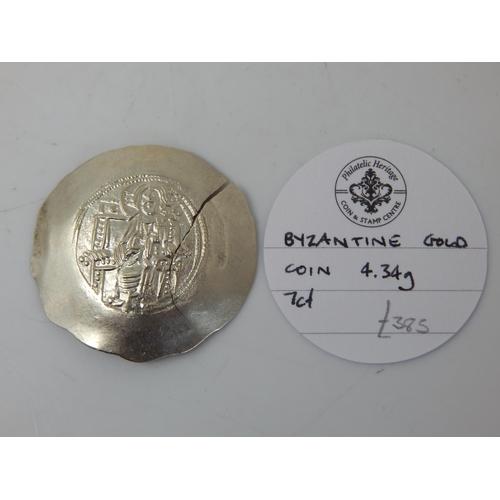 Philatelic Heritage
COIN & STAMP CENTRE
BYZANTINE GOLD
COIN 4.34g
7ct
£385